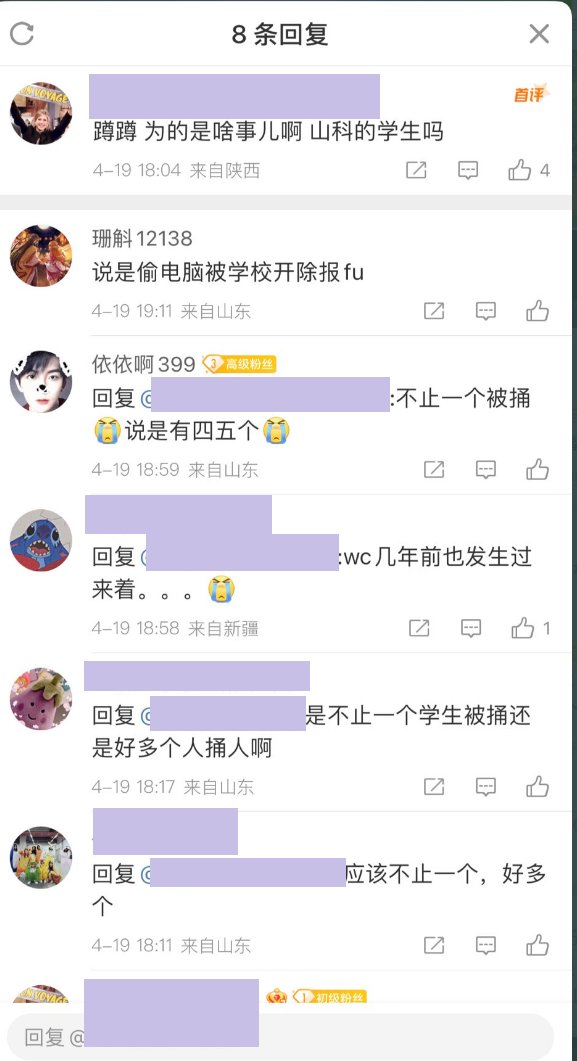 8 条回复
首评
蹲蹲 为的是啥事儿啊 山科的学生吗
4-19 18:04 来自陕西
4
珊斛12138
说是偷电脑被学校开除报fu
4-19 19:11 来自山东
依依啊399 3 高级粉丝
回复@
:不止一个被捅
😭说是有四五个😭
4-19 18:59 来自山东
回复@
:wc几年前也发生过
来着。。。😭
4-19 18:58 来自新疆
1
回复@
是不止一个学生被捅还
是好多个人捅人啊
4-19 18:17 来自山东
回复@
应该不止一个，好多
个
4-19 18:11 来自山东
1 初级粉丝
回复@